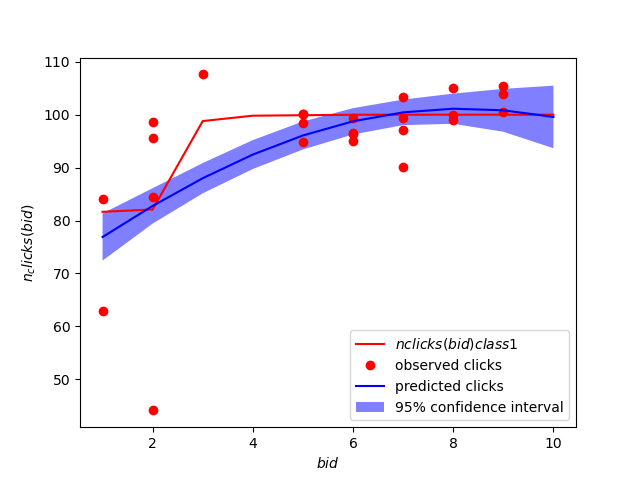 110
100
90
80
70
60
50
n_clicks(bid)
nclicks(bid)class1
observed clicks
predicted clicks
95% confidence interval
2
4
6
8
10
bid